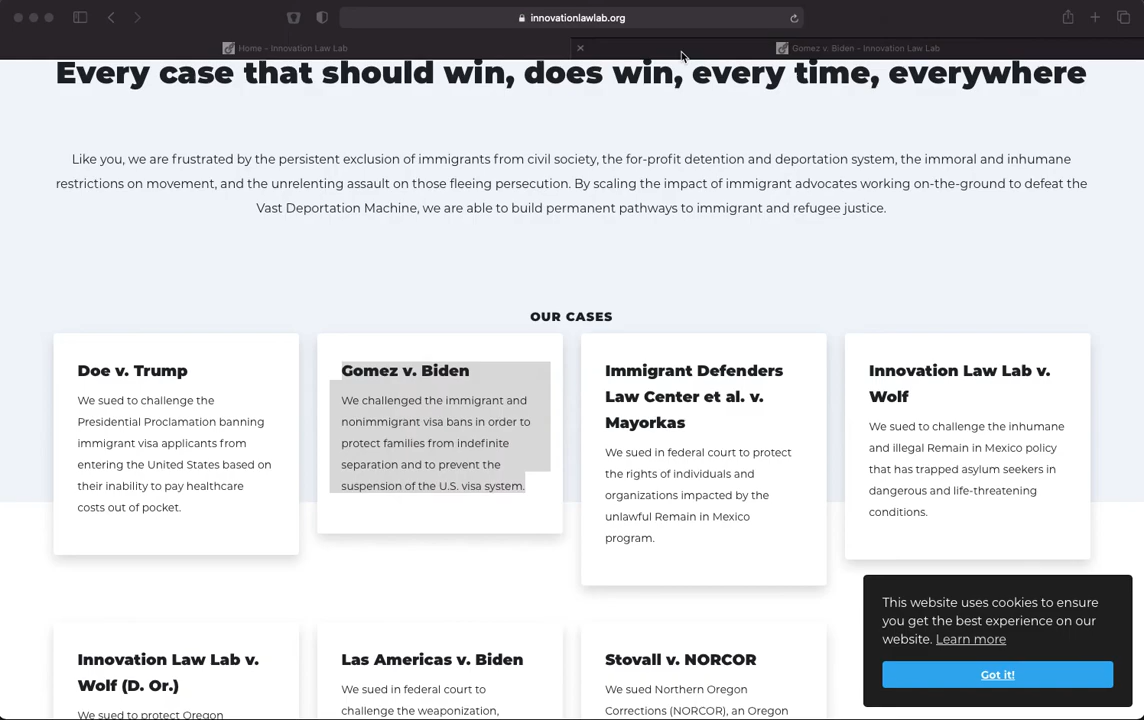 innovationlawlab.org
Home - Innovation Law Lab
Gomez v. Biden - Innovation Law Lab
Every case that should win, does win, every time, everywhere
Like you, we are frustrated by the persistent exclusion of immigrants from civil society, the for-profit detention and deportation system, the immoral and inhumane
restrictions on movement, and the unrelenting assault on those fleeing persecution. By scaling the impact of immigrant advocates working on-the-ground to defeat the
Vast Deportation Machine, we are able to build permanent pathways to immigrant and refugee justice.
OUR CASES
Doe v. Trump
We sued to challenge the
Presidential Proclamation banning
immigrant visa applicants from
entering the United States based on
their inability to pay healthcare
costs out of pocket.
Gomez v. Biden
We challenged the immigrant and
nonimmigrant visa bans in order to
protect families from indefinite
separation and to prevent the
suspension of the U.S. visa system.
Immigrant Defenders
Law Center et al. v.
Mayorkas
We sued in federal court to protect
the rights of individuals and
organizations impacted by the
unlawful Remain in Mexico
program.
Innovation Law Lab v.
Wolf
We sued to challenge the inhumane
and illegal Remain in Mexico policy
that has trapped asylum seekers in
dangerous and life-threatening
conditions.
Innovation Law Lab v.
Wolf (D. Or.)
We sued to protect Oregon
Las Americas v. Biden
We sued in federal court to
challenge the weaponization,
Stovall v. NORCOR
We sued Northern Oregon
Corrections (NORCOR), an Oregon
This website uses cookies to ensure
you get the best experience on our
website. Learn more
Got it!